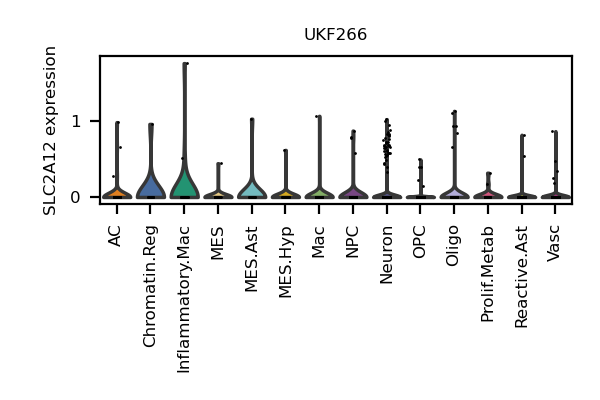 UKF266
SLC2A12 expression
1
0
AC
Chromatin.Reg
Inflammatory.Mac
MES
MES.Ast
MES.Hyp
Mac
NPC
Neuron
OPC
Oligo
Prolif.Metab
Reactive.Ast
Vasc